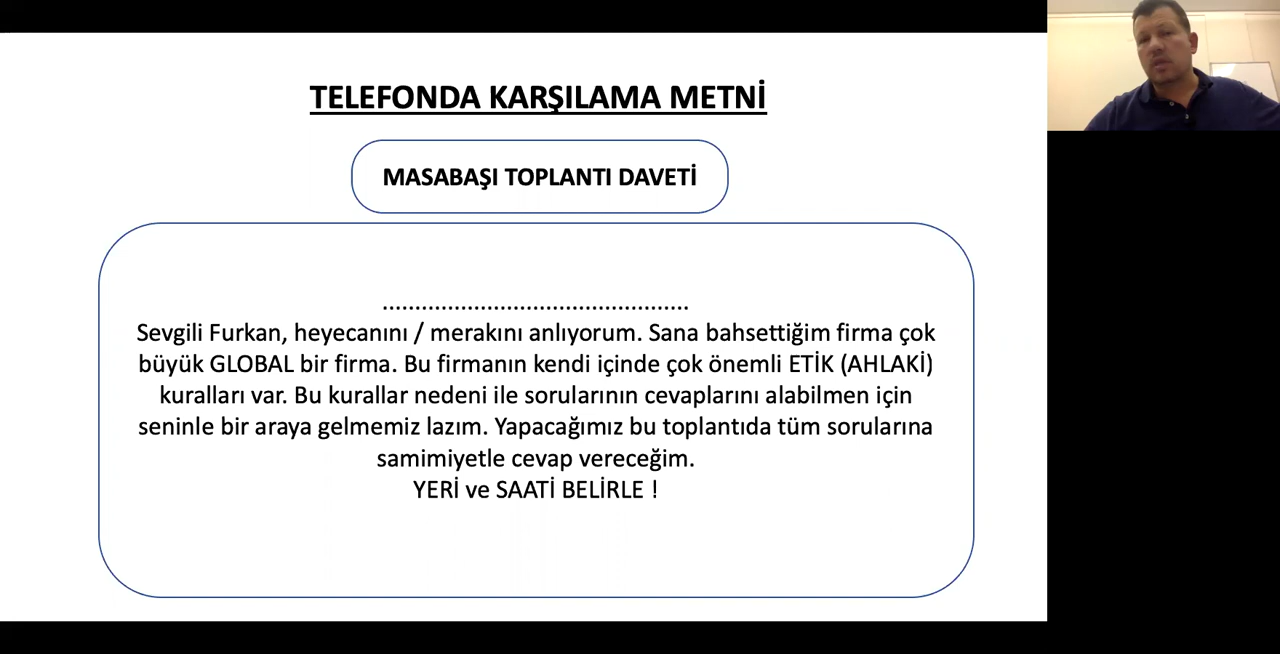 TELEFONDA KARŞILAMA METNİ
MASABAŞI TOPLANTI DAVETİ
................................................
Sevgili Furkan, heyecanını / merakını anlıyorum. Sana bahsettiğim firma çok
büyük GLOBAL bir firma. Bu firmanın kendi içinde çok önemli ETİK (AHLAKİ)
kuralları var. Bu kurallar nedeni ile sorularının cevaplarını alabilmen için
seninle bir araya gelmemiz lazım. Yapacağımız bu toplantıda tüm sorularına
samimiyetle cevap vereceğim.
YERİ ve SAATİ BELİRLE !